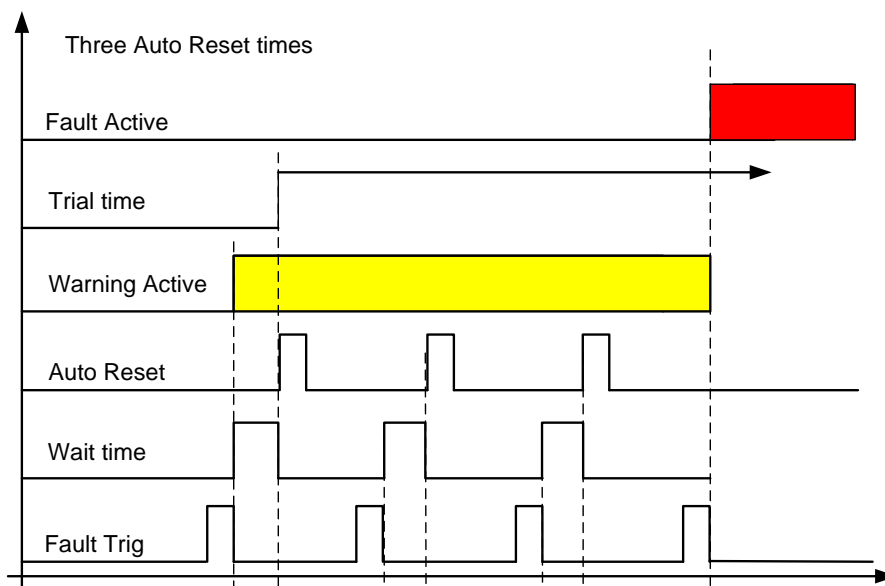 Three Auto Reset times
Fault Active
Trial time
Warning Active
Auto Reset
Wait time
Fault Trig